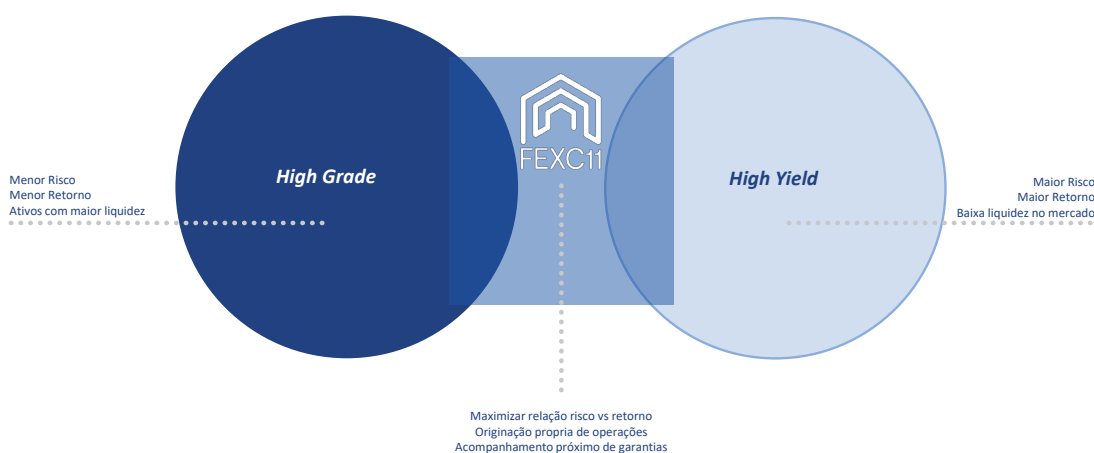 FEXC11
High Grade
High Yield
Menor Risco
Menor Retorno
Ativos com maior liquidez
Maior Risco
Maior Retorno
Baixa liquidez no mercado
Maximizar relação risco vs retorno
Originação propria de operações
Acompanhamento próximo de garantias